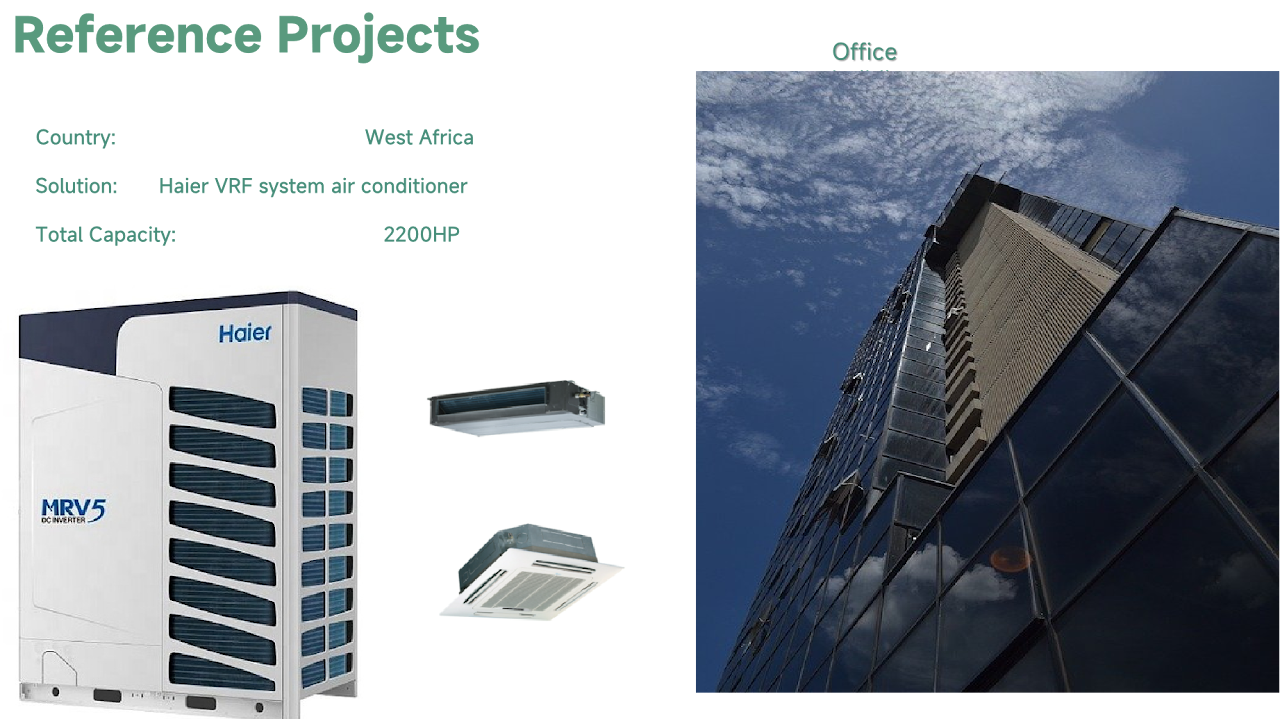 Reference Projects
Office
Country: West Africa
Solution: Haier VRF system air conditioner
Total Capacity: 2200HP
Haier
MRV5
DC INVERTER